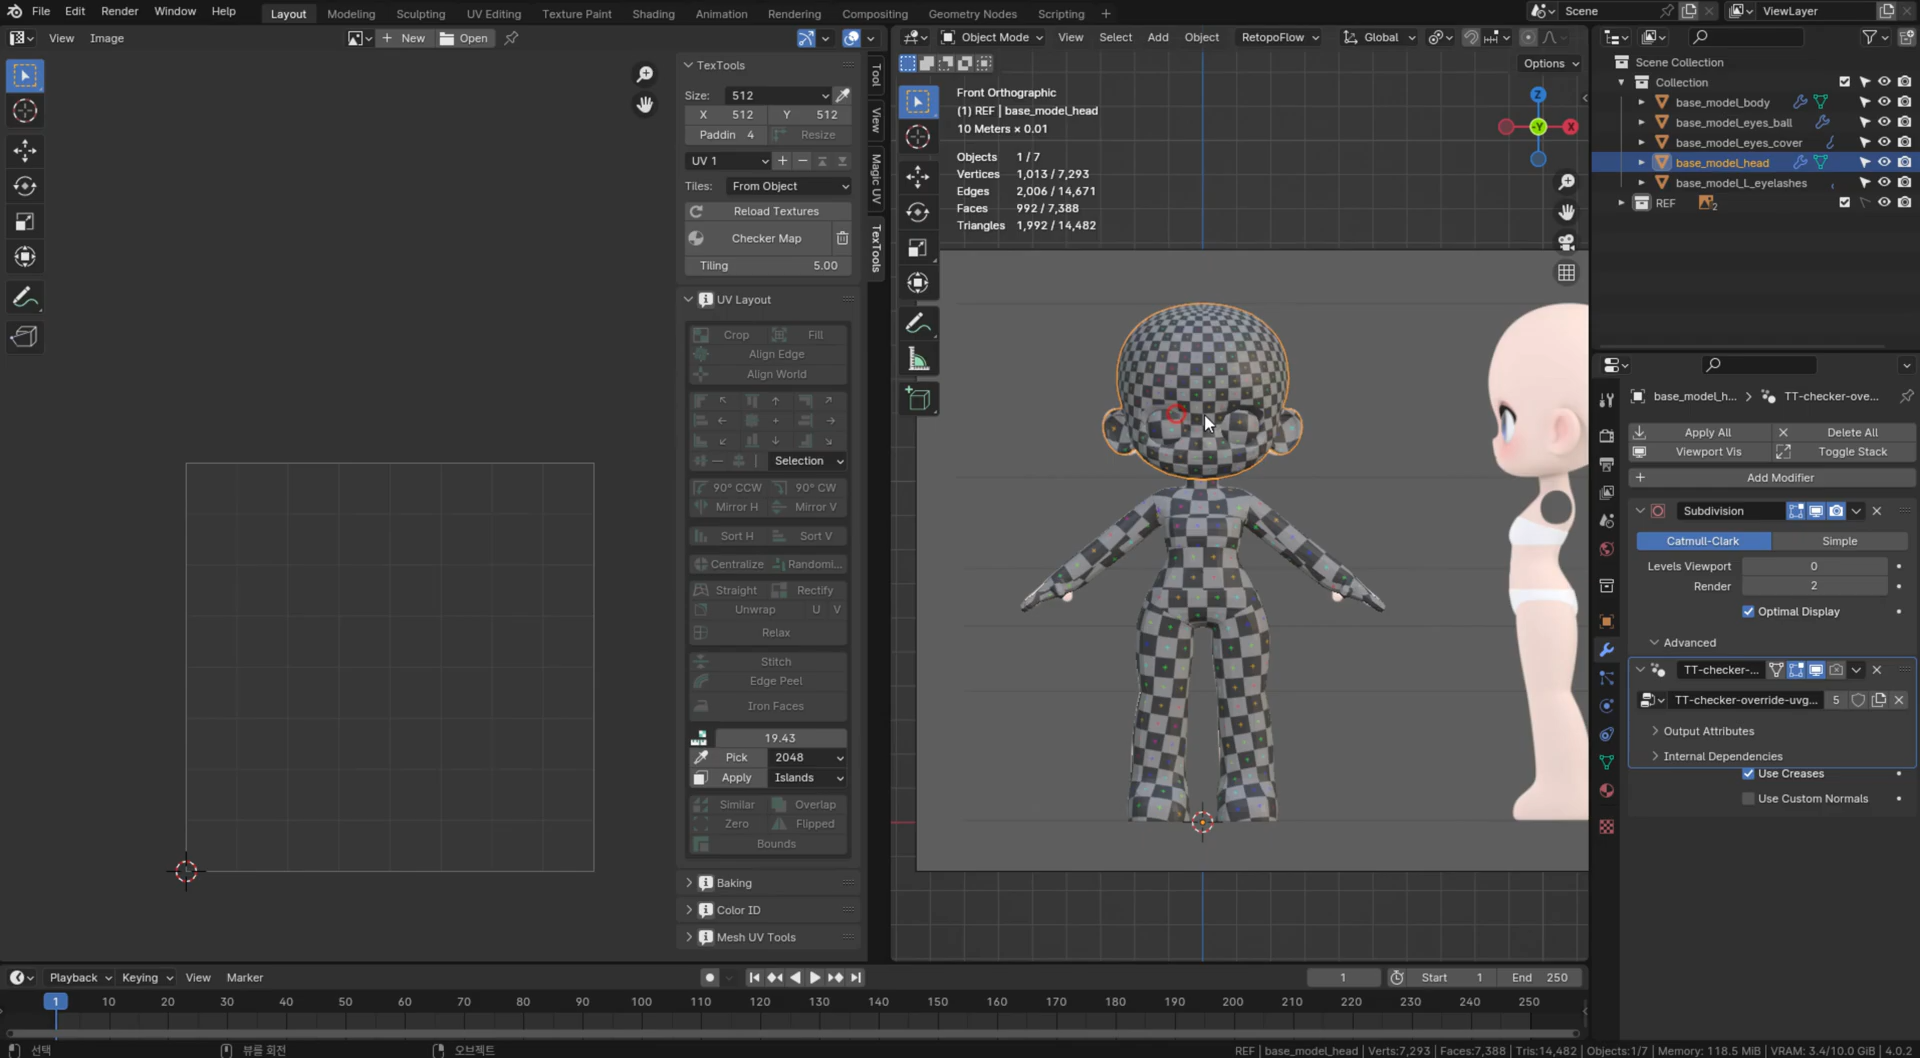 File Edit Render Window Help Layout Modeling Sculpting UV Editing Texture Paint Shading Animation Rendering Compositing Geometry Nodes Scripting + Scene ViewLayer
View Image New Open
Object Mode View Select Add Object RetopoFlow Global
Options
TexTools
Size: 512
X 512 Y 512
Paddin 4 Resize
UV 1
Tiles: From Object
Reload Textures
Checker Map
Tiling 5.00
UV Layout
Crop Fill
Align Edge
Align World
Selection
90° CCW 90° CW
Mirror H Mirror V
Sort H Sort V
Centralize Randomi...
Straight Rectify
Unwrap U V
Relax
Stitch
Edge Peel
Iron Faces
19.43
Pick 2048
Apply Islands
Similar Overlap
Zero Flipped
Bounds
Baking
Color ID
Mesh UV Tools
Tool
View
Magic UV
TexTools
Front Orthographic
(1) REF | base_model_head
10 Meters × 0.01
Objects 1/7
Vertices 1,013 / 7,293
Edges 2,006 / 14,671
Faces 992 / 7,388
Triangles 1,992 / 14,482
Z
-Y
X
Scene Collection
Collection
base_model_body
base_model_eyes_ball
base_model_eyes_cover
base_model_head
base_model_L_eyelashes
REF 2
base_model_h... TT-checker-ove...
Apply All Delete All
Viewport Vis Toggle Stack
Add Modifier
Subdivision
Catmull-Clark Simple
Levels Viewport 0
Render 2
Optimal Display
Advanced
TT-checker-...
TT-checker-override-uvg... 5
Output Attributes
Internal Dependencies
Use Creases
Use Custom Normals
Playback Keying View Marker 1 Start 1 End 250
1 10 20 30 40 50 60 70 80 90 100 110 120 130 140 150 160 170 180 190 200 210 220 230 240 250
선택 뷰를 회전 오브젝트 REF | base_model_head | Verts:7,293 | Faces:7,388 | Tris:14,482 | Objects:1/7 | Memory: 118.5 MiB | VRAM: 3.4/10.0 GiB | 4.0.2